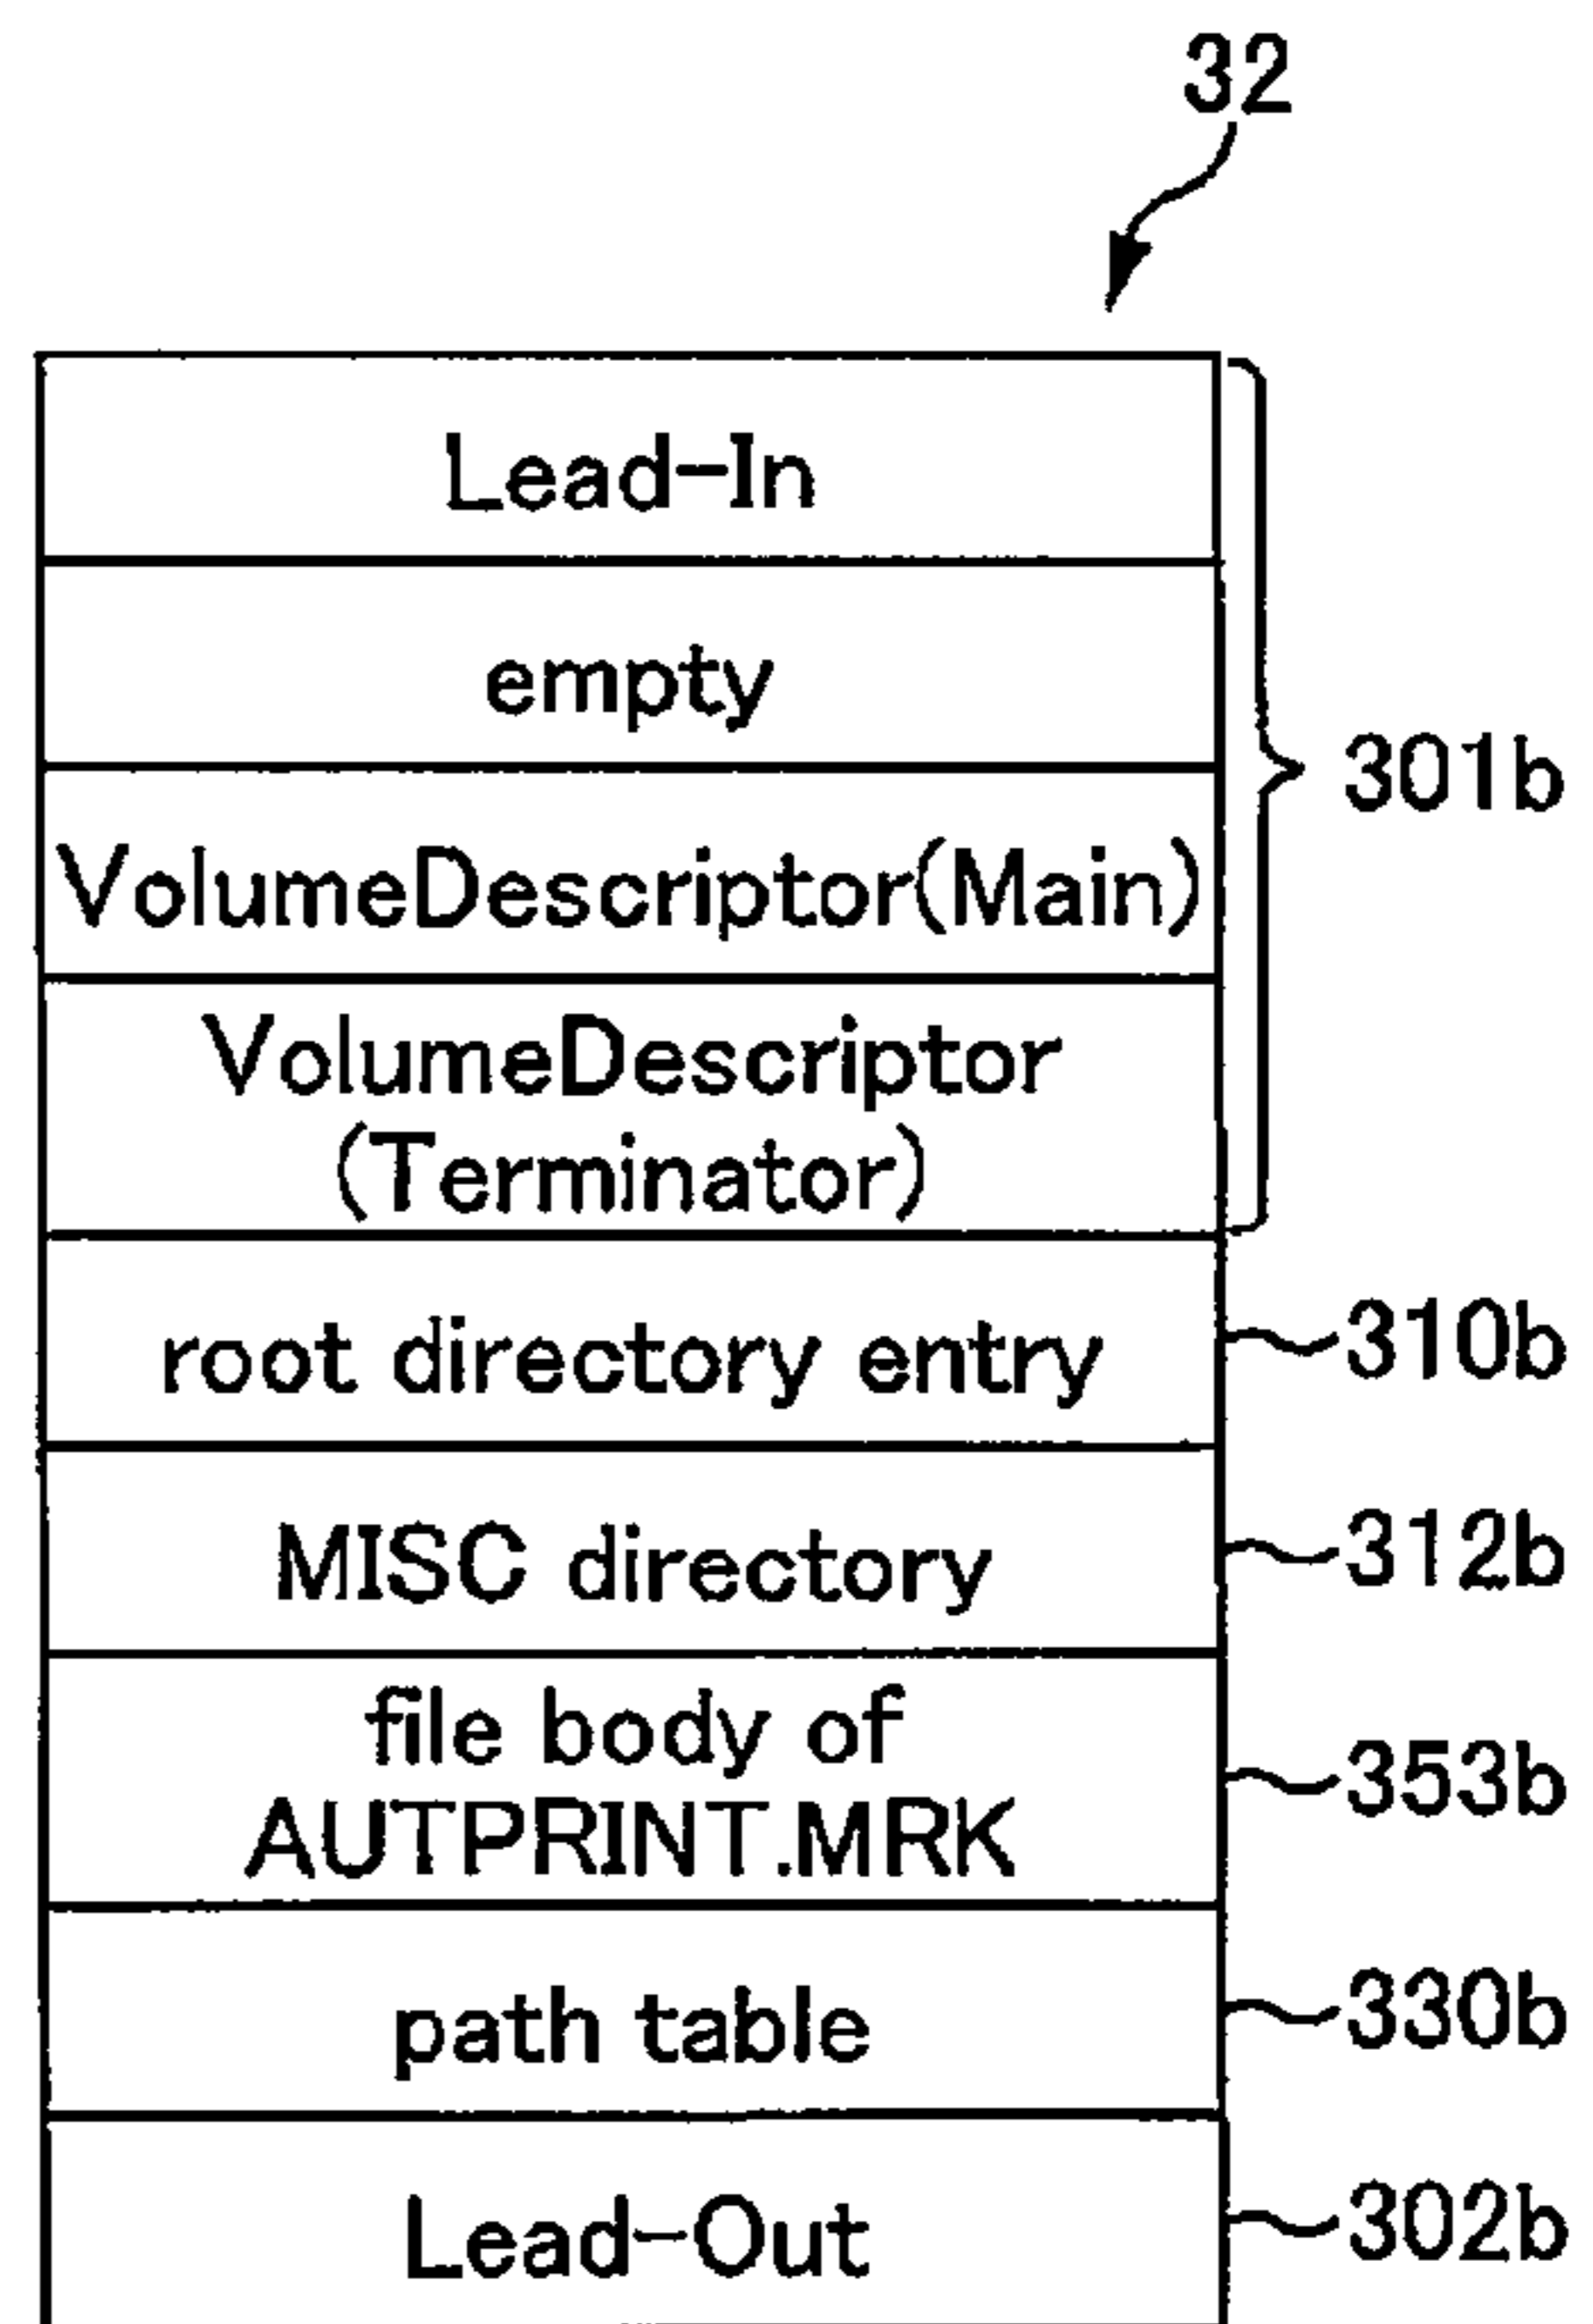 32
Lead-In
empty
301b
VolumeDescriptor(Main)
VolumeDescriptor
(Terminator)
root directory entry 310b
MISC directory 312b
file body of
AUTPRINT.MRK
353b
path table 330b
Lead-Out 302b